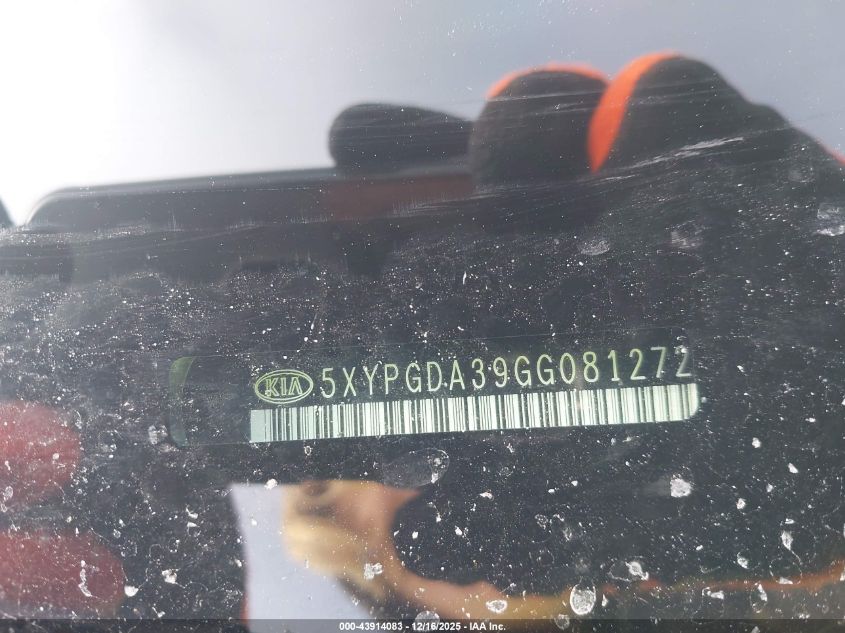 KIA 5XYPGDA39GG081272
000-43914083 - 12/16/2025 - IAA Inc.